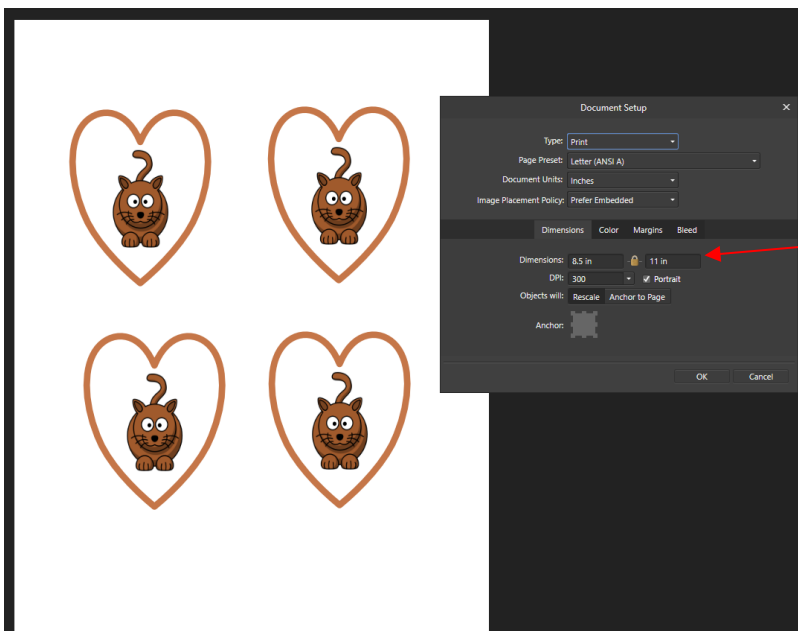 Document Setup
Type: Print
Page Preset: Letter (ANSI A)
Document Units: Inches
Image Placement Policy: Prefer Embedded
Dimensions Color Margins Bleed
Dimensions: 8.5 in 11 in
DPI: 300 Portrait
Objects will: Rescale Anchor to Page
Anchor:
OK Cancel